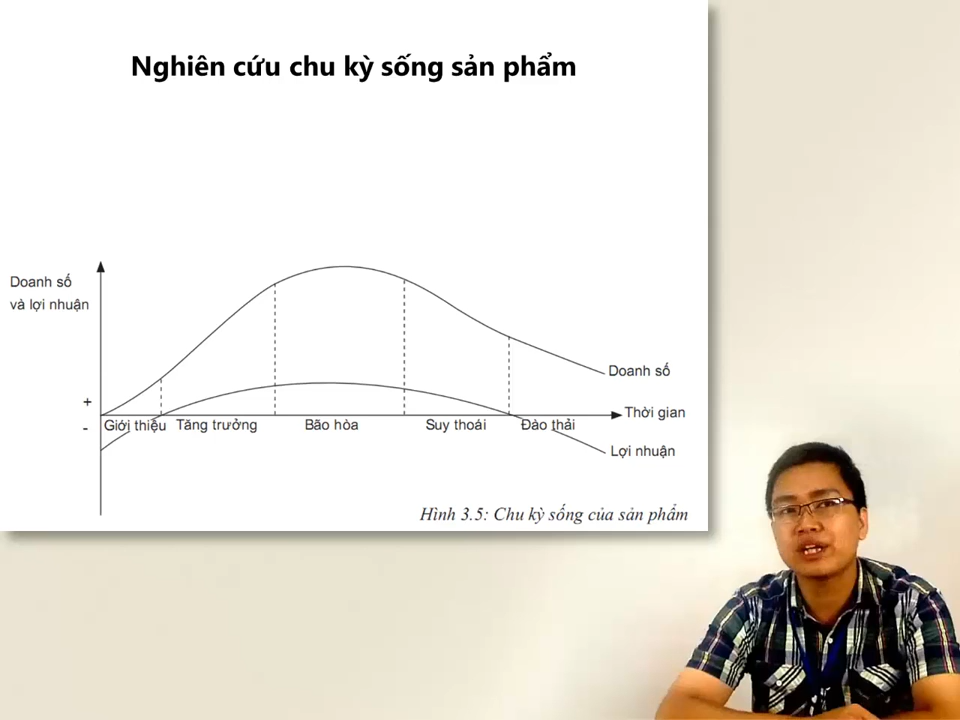 Nghiên cứu chu kỳ sống sản phẩm
Doanh số
và lợi nhuận
+
-
Giới thiệu Tăng trưởng Bão hòa Suy thoái Đào thải
Doanh số
Thời gian
Lợi nhuận
Hình 3.5: Chu kỳ sống của sản phẩm